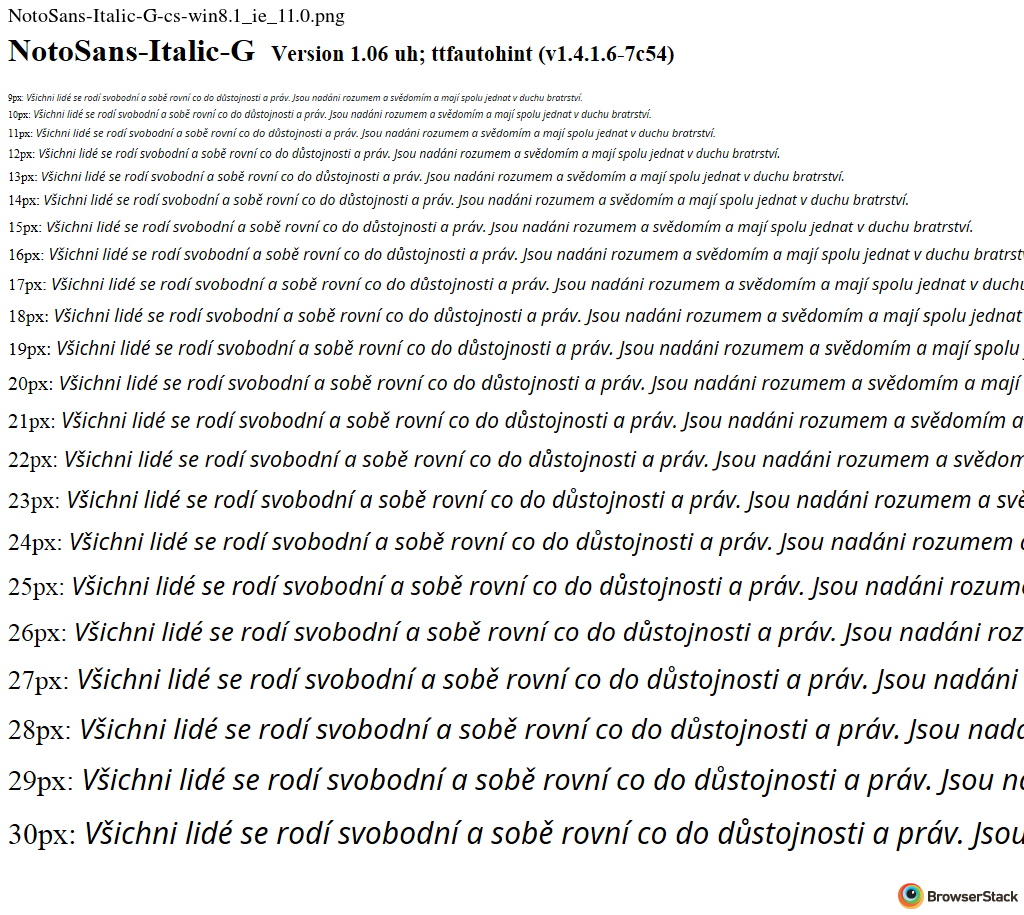 NotoSans-Italic-G-cs-win8.1_ie_11.0.png
NotoSans-Italic-G Version 1.06 uh; ttfautohint (v1.4.1.6-7c54)
9px: Všichni lidé se rodí svobodní a sobě rovní co do důstojnosti a práv. Jsou nadáni rozumem a svědomím a mají spolu jednat v duchu bratrství.
10px: Všichni lidé se rodí svobodní a sobě rovní co do důstojnosti a práv. Jsou nadáni rozumem a svědomím a mají spolu jednat v duchu bratrství.
11px: Všichni lidé se rodí svobodní a sobě rovní co do důstojnosti a práv. Jsou nadáni rozumem a svědomím a mají spolu jednat v duchu bratrství.
12px: Všichni lidé se rodí svobodní a sobě rovní co do důstojnosti a práv. Jsou nadáni rozumem a svědomím a mají spolu jednat v duchu bratrství.
13px: Všichni lidé se rodí svobodní a sobě rovní co do důstojnosti a práv. Jsou nadáni rozumem a svědomím a mají spolu jednat v duchu bratrství.
14px: Všichni lidé se rodí svobodní a sobě rovní co do důstojnosti a práv. Jsou nadáni rozumem a svědomím a mají spolu jednat v duchu bratrství.
15px: Všichni lidé se rodí svobodní a sobě rovní co do důstojnosti a práv. Jsou nadáni rozumem a svědomím a mají spolu jednat v duchu bratrství.
16px: Všichni lidé se rodí svobodní a sobě rovní co do důstojnosti a práv. Jsou nadáni rozumem a svědomím a mají spolu jednat v duchu bratrst
17px: Všichni lidé se rodí svobodní a sobě rovní co do důstojnosti a práv. Jsou nadáni rozumem a svědomím a mají spolu jednat v duchu
18px: Všichni lidé se rodí svobodní a sobě rovní co do důstojnosti a práv. Jsou nadáni rozumem a svědomím a mají spolu jednat
19px: Všichni lidé se rodí svobodní a sobě rovní co do důstojnosti a práv. Jsou nadáni rozumem a svědomím a mají spolu
20px: Všichni lidé se rodí svobodní a sobě rovní co do důstojnosti a práv. Jsou nadáni rozumem a svědomím a mají
21px: Všichni lidé se rodí svobodní a sobě rovní co do důstojnosti a práv. Jsou nadáni rozumem a svědomím a
22px: Všichni lidé se rodí svobodní a sobě rovní co do důstojnosti a práv. Jsou nadáni rozumem a svědom
23px: Všichni lidé se rodí svobodní a sobě rovní co do důstojnosti a práv. Jsou nadáni rozumem a svě
24px: Všichni lidé se rodí svobodní a sobě rovní co do důstojnosti a práv. Jsou nadáni rozumem a
25px: Všichni lidé se rodí svobodní a sobě rovní co do důstojnosti a práv. Jsou nadáni rozume
26px: Všichni lidé se rodí svobodní a sobě rovní co do důstojnosti a práv. Jsou nadáni roz
27px: Všichni lidé se rodí svobodní a sobě rovní co do důstojnosti a práv. Jsou nadáni
28px: Všichni lidé se rodí svobodní a sobě rovní co do důstojnosti a práv. Jsou nadá
29px: Všichni lidé se rodí svobodní a sobě rovní co do důstojnosti a práv. Jsou na
30px: Všichni lidé se rodí svobodní a sobě rovní co do důstojnosti a práv. Jsou
BrowserStack